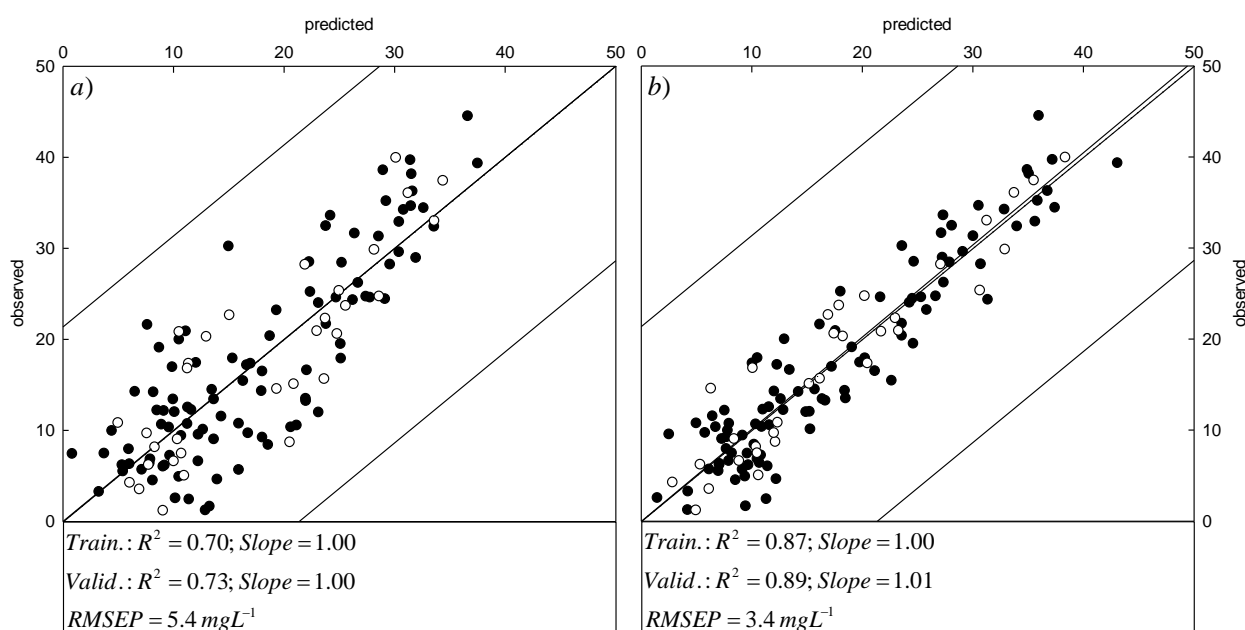 predicted
predicted
0 10 20 30 40 50
0 10 20 30 40 50
50
40
30
20
10
0
observed
a)
b)
50
40
30
20
10
0
observed
Train.: R² = 0.70; Slope = 1.00
Valid.: R² = 0.73; Slope = 1.00
RMSEP = 5.4 mgL⁻¹
Train.: R² = 0.87; Slope = 1.00
Valid.: R² = 0.89; Slope = 1.01
RMSEP = 3.4 mgL⁻¹